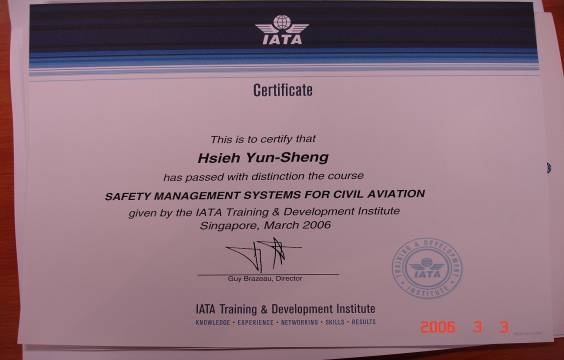 IATA
Certificate
This is to certify that
Hsieh Yun-Sheng
has passed with distinction the course
SAFETY MANAGEMENT SYSTEMS FOR CIVIL AVIATION
given by the IATA Training & Development Institute
Singapore, March 2006
Guy Brazeau, Director
TRAINING & DEVELOPMENT
IATA
INSTITUTE
IATA Training & Development Institute
KNOWLEDGE • EXPERIENCE • NETWORKING • SKILLS • RESULTS
2006 3 3